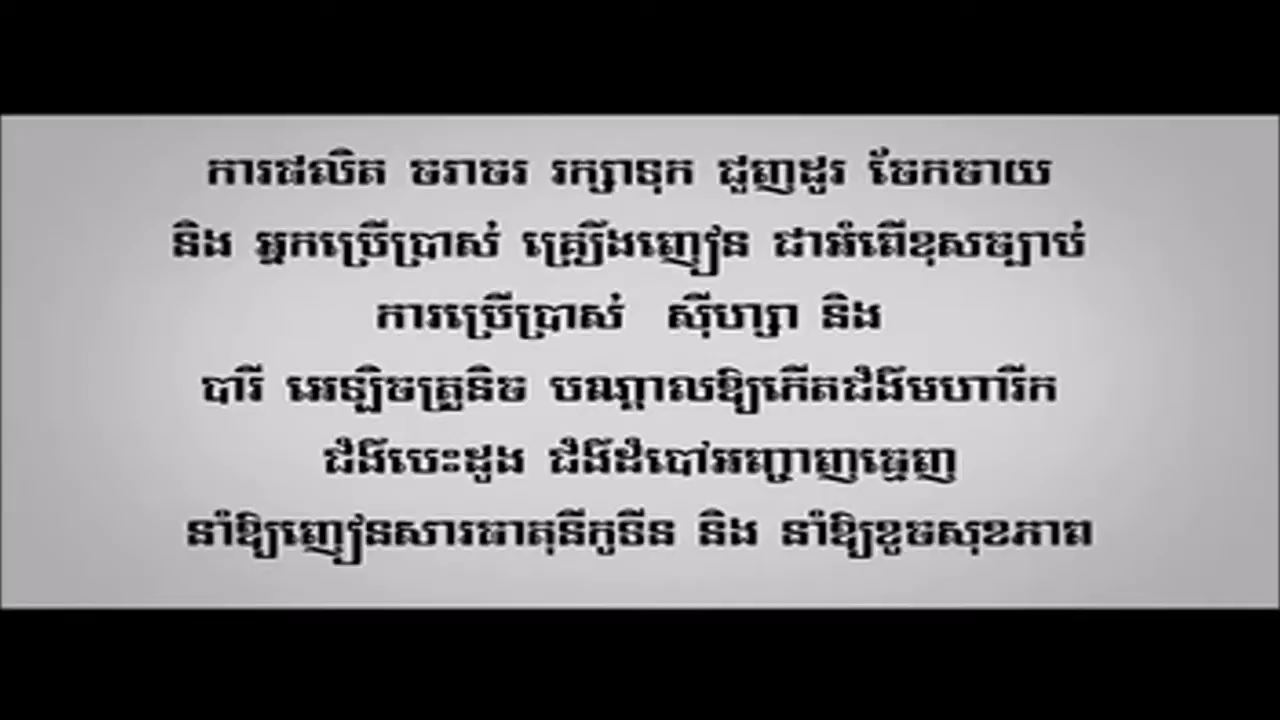 ការផលិត ចរាចរ រក្សាទុក ជួញដូរ ចែកចាយ
និង អ្នកប្រើប្រាស់ គ្រឿងញៀន ជាអំពើខុសច្បាប់
ការប្រើប្រាស់ ស៊ីហ្សា និង
បារី អេឡិចត្រូនិច បណ្តាលឱ្យកើតជំងឺមហារីក
ជំងឺបេះដូង ជំងឺដំបៅអញ្ចាញធ្មេញ
នាំឱ្យញៀនសារធាតុនីកូទីន និង នាំឱ្យខូចសុខភាព